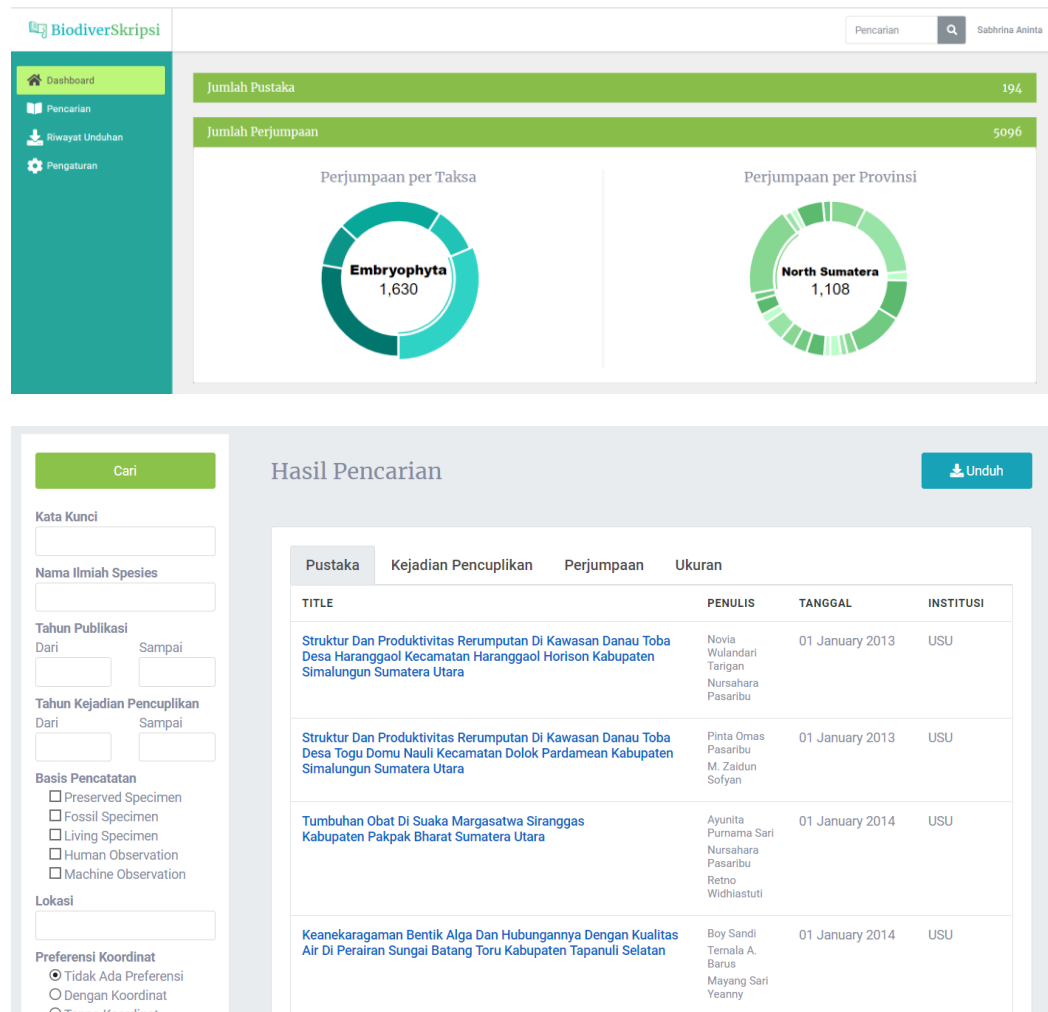 BiodiverSkripsi
Pencarian
Sabhrina Aninta
Dashboard
Pencarian
Riwayat Unduhan
Pengaturan
Jumlah Pustaka 194
Jumlah Perjumpaan 5096
Perjumpaan per Taksa
Embryophyta
1,630
Perjumpaan per Provinsi
North Sumatera
1,108
Cari
Kata Kunci
Nama Ilmiah Spesies
Tahun Publikasi
Dari Sampai
Tahun Kejadian Pencuplikan
Dari Sampai
Basis Pencatatan
Preserved Specimen
Fossil Specimen
Living Specimen
Human Observation
Machine Observation
Lokasi
Preferensi Koordinat
Tidak Ada Preferensi
Dengan Koordinat
Hasil Pencarian
Unduh
Pustaka Kejadian Pencuplikan Perjumpaan Ukuran
TITLE PENULIS TANGGAL INSTITUSI
Struktur Dan Produktivitas Rerumputan Di Kawasan Danau Toba
Desa Haranggaol Kecamatan Haranggaol Horison Kabupaten
Simalungun Sumatera Utara
Novia
Wulandari
Tarigan
Nursahara
Pasaribu
01 January 2013
USU
Struktur Dan Produktivitas Rerumputan Di Kawasan Danau Toba
Desa Togu Domu Nauli Kecamatan Dolok Pardamean Kabupaten
Simalungun Sumatera Utara
Pinta Omas
Pasaribu
M. Zaidun
Sofyan
01 January 2013
USU
Tumbuhan Obat Di Suaka Margasatwa Siranggas
Kabupaten Pakpak Bharat Sumatera Utara
Ayunita
Purnama Sari
Nursahara
Pasaribu
Retno
Widhiastuti
01 January 2014
USU
Keanekaragaman Bentik Alga Dan Hubungannya Dengan Kualitas
Air Di Perairan Sungai Batang Toru Kabupaten Tapanuli Selatan
Boy Sandi
Ternala A.
Barus
Mayang Sari
Yeanny
01 January 2014
USU